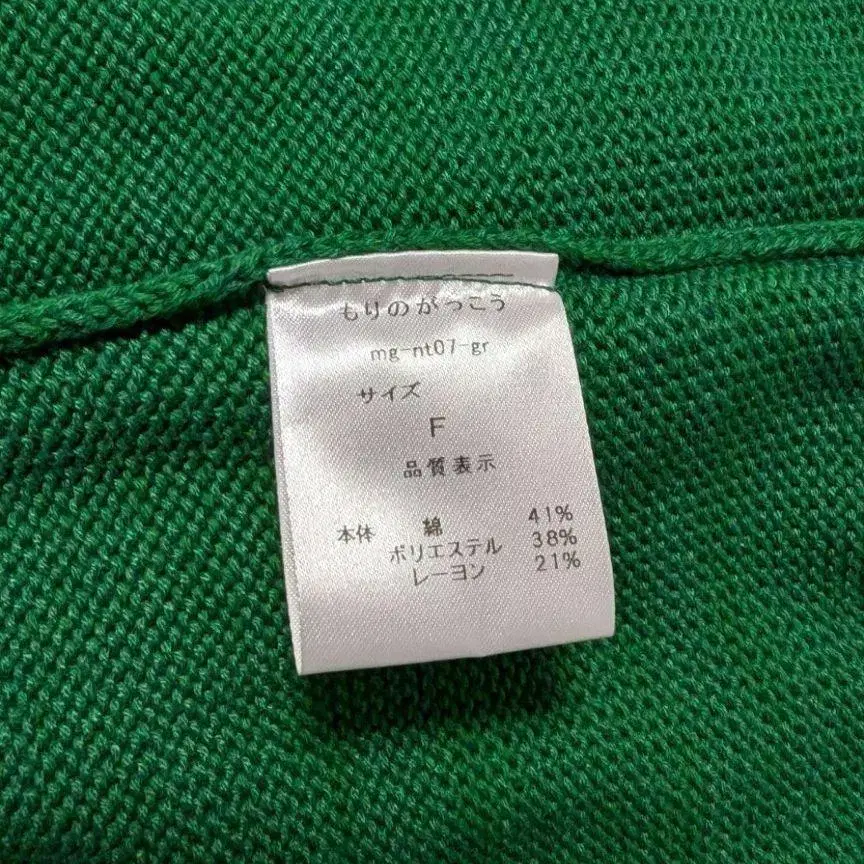 もりのがっこう
mg-nt07-gr
サイズ
F
品質表示
本体 綿 41%
ポリエステル 38%
レーヨン 21%